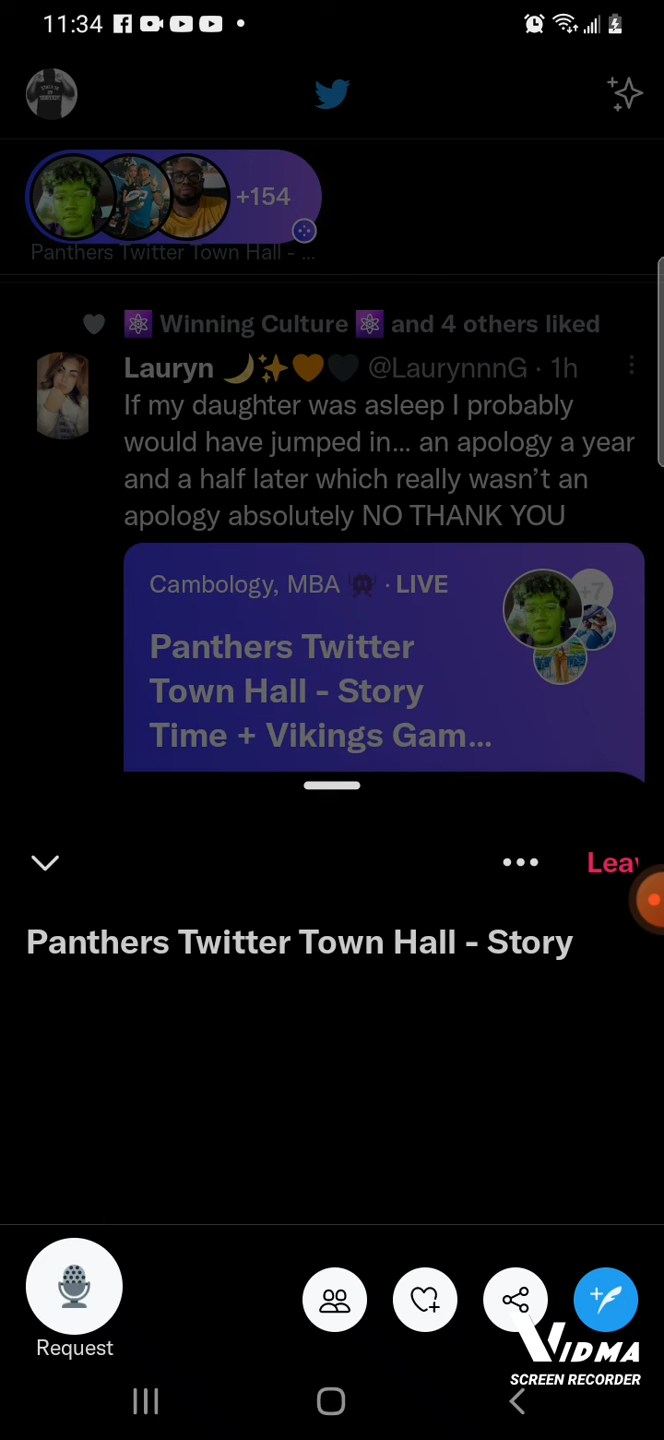 11:34
+154
Panthers Twitter Town Hall - ...
⚛️ Winning Culture ⚛️ and 4 others liked
Lauryn 🌙✨🧡🖤 @LaurynnnG · 1h
If my daughter was asleep I probably
would have jumped in... an apology a year
and a half later which really wasn’t an
apology absolutely NO THANK YOU
Cambology, MBA · LIVE
+7
Panthers Twitter
Town Hall - Story
Time + Vikings Gam...
Panthers Twitter Town Hall - Story
Request
VIDMA
SCREEN RECORDER